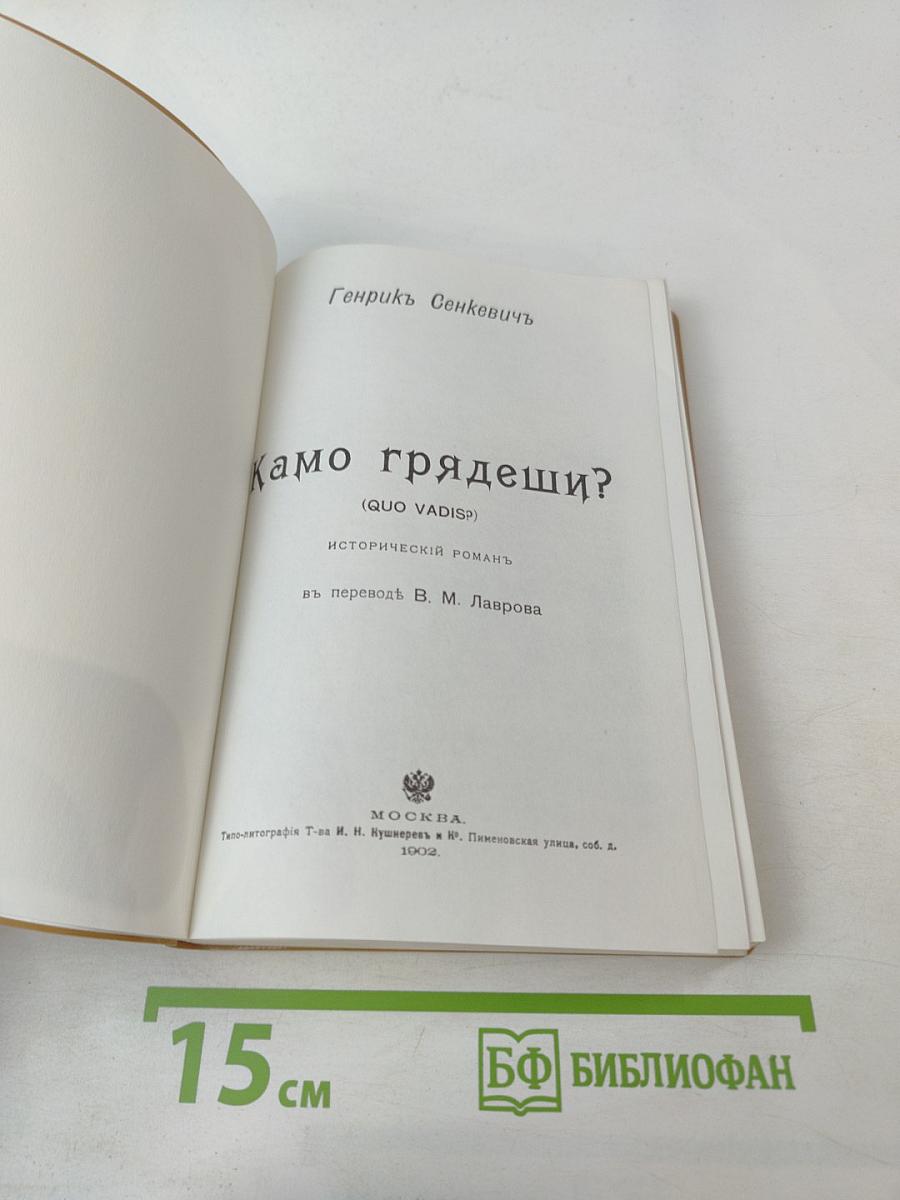 Генрикъ Сенкевичъ
Камо грядеши?
(QUO VADIS?)
ИСТОРИЧЕСКІЙ РОМАНЪ
въ переводѣ В. М. Лаврова
МОСКВА.
Типо-литографія Т-ва И. Н. Кушнеревъ и Ко. Пименовская улица, соб. д.
1902.
15 см
БФ БИБЛИОФАН